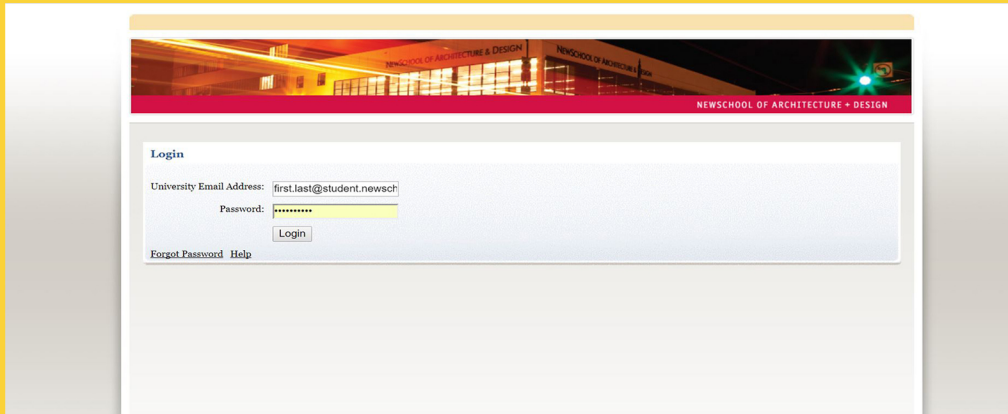 NEWSCHOOL OF ARCHITECTURE & DESIGN
NEWSCHOOL OF ARCHITECTURE &
NEWSCHOOL OF ARCHITECTURE + DESIGN
Login
University Email Address: first.last@student.newsch
Password: ••••••••••
Login
Forgot Password Help